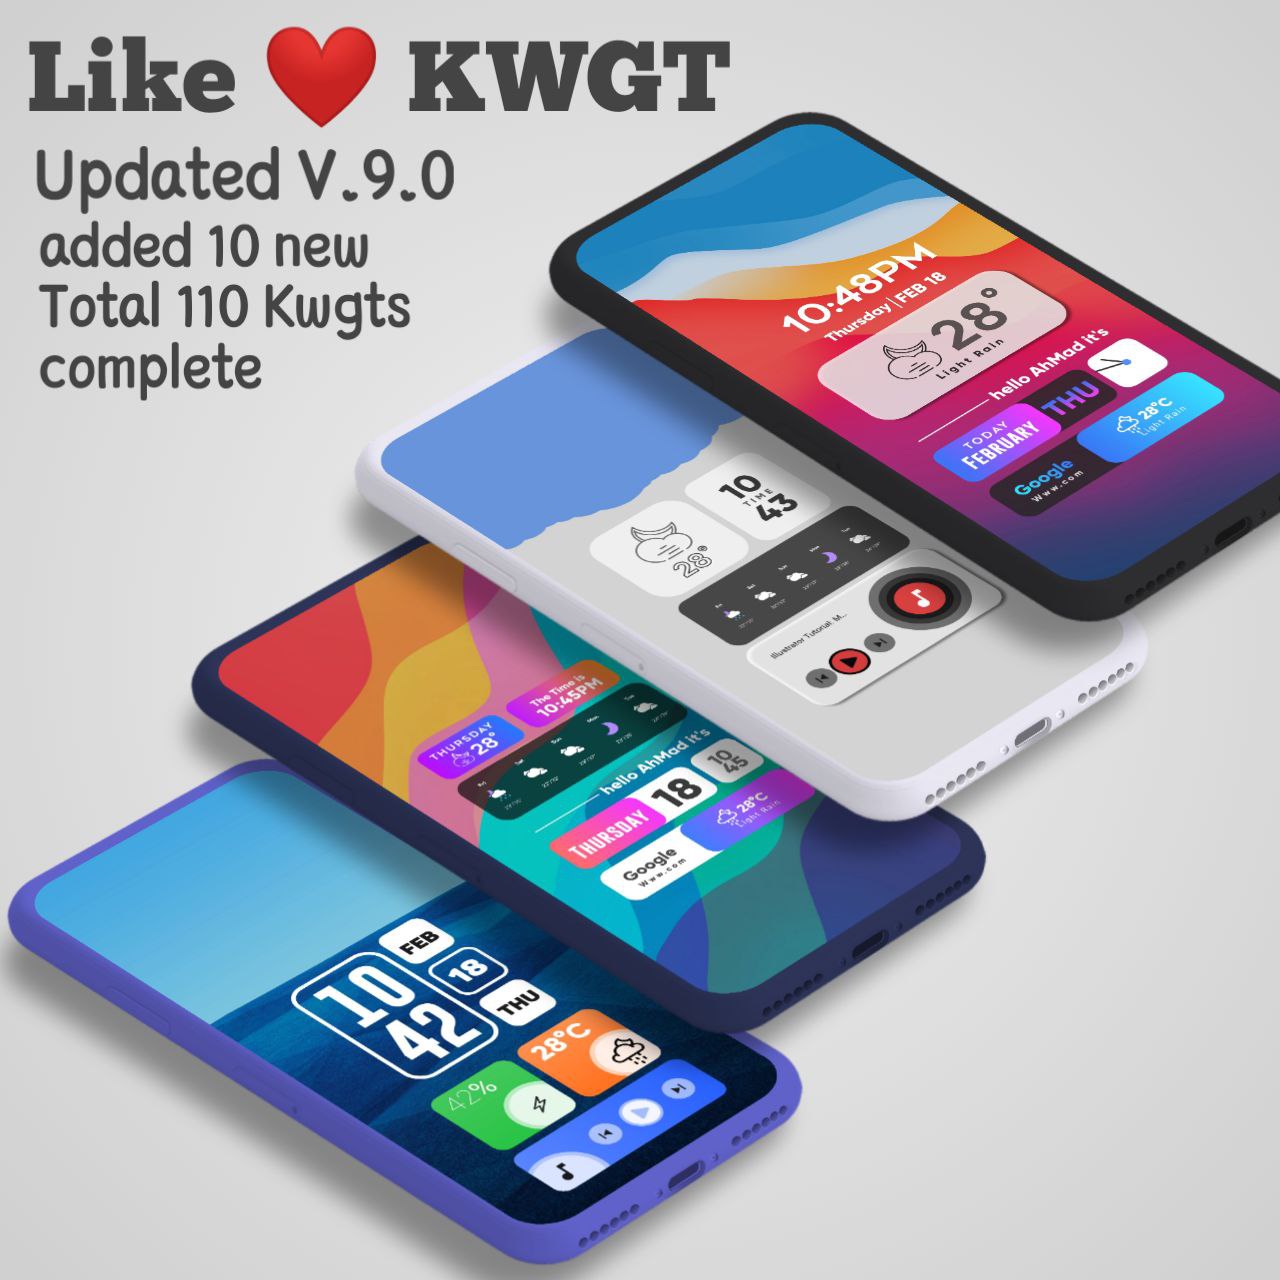 Like ❤️ KWGT
Updated V.9.0
added 10 new
Total 110 Kwgts
complete
10:48PM
Thursday | FEB 18
28°
Light Rain
hello AhMad it's
TODAY
FEBRUARY
THU
28°C
Light Rain
Google
Www.com
10
TIME
43
28°
Illustrator Tutorial. M..
The Time is
10:45PM
THURSDAY
28°
hello AhMad it's
THURSDAY
18
10
45
28°C
Light Rain
Google
Www.com
FEB
10
42
18
THU
28°C
42%